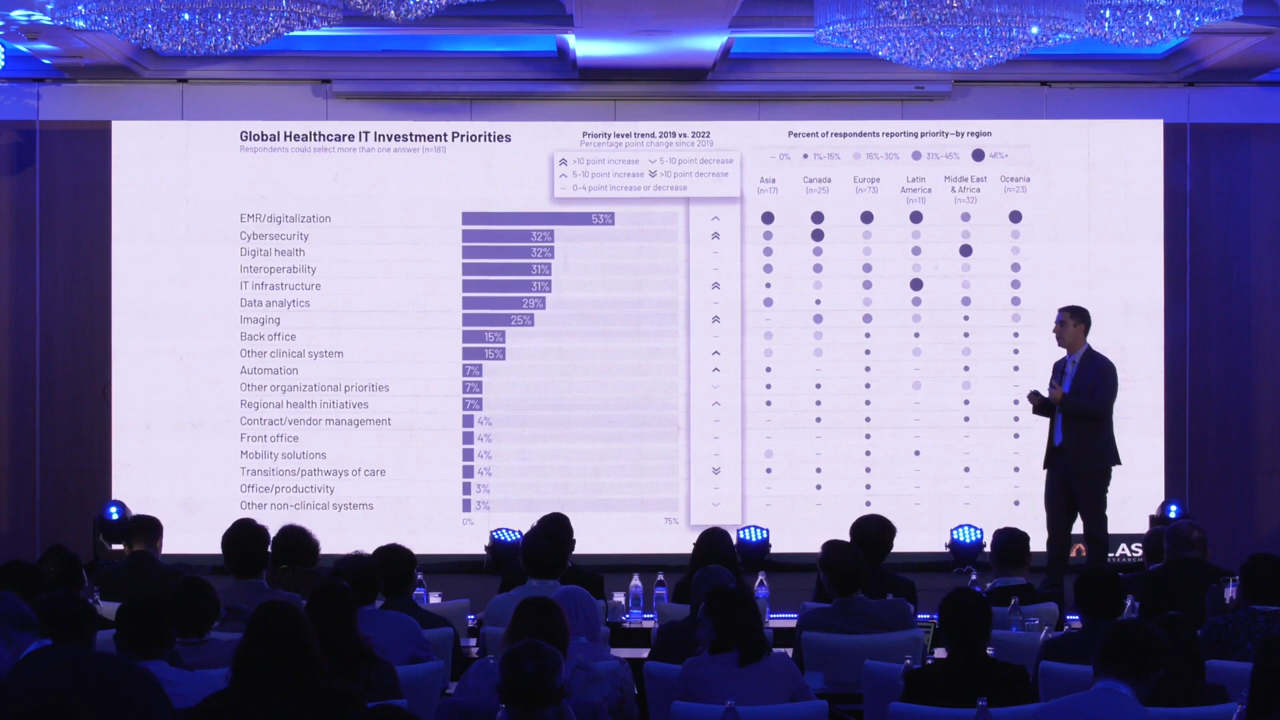 Global Healthcare IT Investment Priorities
Respondents could select more than one answer (n=181)
Priority level trend, 2019 vs. 2022
Percentage point change since 2019
>10 point increase
5–10 point decrease
5–10 point increase
>10 point decrease
0–4 point increase or decrease
Percent of respondents reporting priority—by region
– 0%
1%–15%
16%–30%
31%–45%
46%+
Asia
(n=17)
Canada
(n=25)
Europe
(n=73)
Latin
America
(n=11)
Middle East
& Africa
(n=32)
Oceania
(n=23)
EMR/digitalization 53%
Cybersecurity 32%
Digital health 32%
Interoperability 31%
IT infrastructure 31%
Data analytics 29%
Imaging 25%
Back office 15%
Other clinical system 15%
Automation 7%
Other organizational priorities 7%
Regional health initiatives 7%
Contract/vendor management 4%
Front office 4%
Mobility solutions 4%
Transitions/pathways of care 4%
Office/productivity 3%
Other non-clinical systems 3%
0% 75%
LAS
ESEARCH